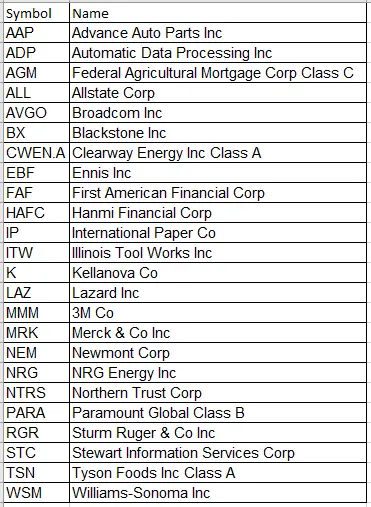 Symbol Name
AAP Advance Auto Parts Inc
ADP Automatic Data Processing Inc
AGM Federal Agricultural Mortgage Corp Class C
ALL Allstate Corp
AVGO Broadcom Inc
BX Blackstone Inc
CWEN.A Clearway Energy Inc Class A
EBF Ennis Inc
FAF First American Financial Corp
HAFC Hanmi Financial Corp
IP International Paper Co
ITW Illinois Tool Works Inc
K Kellanova Co
LAZ Lazard Inc
MMM 3M Co
MRK Merck & Co Inc
NEM Newmont Corp
NRG NRG Energy Inc
NTRS Northern Trust Corp
PARA Paramount Global Class B
RGR Sturm Ruger & Co Inc
STC Stewart Information Services Corp
TSN Tyson Foods Inc Class A
WSM Williams-Sonoma Inc